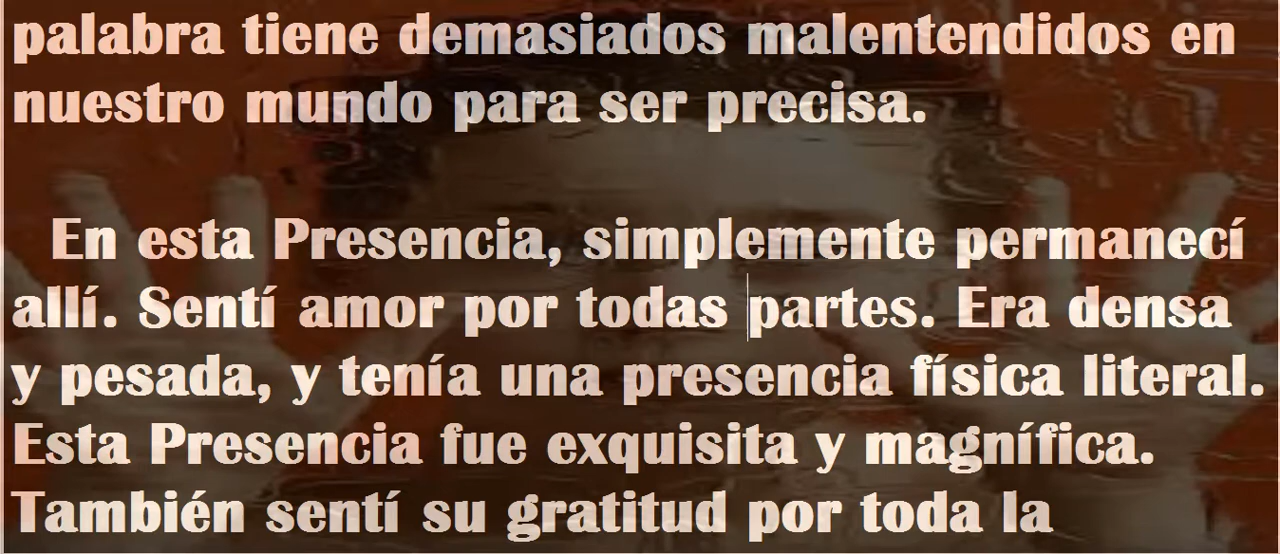 palabra tiene demasiados malentendidos en
nuestro mundo para ser precisa.
En esta Presencia, simplemente permanecí
allí. Sentí amor por todas partes. Era densa
y pesada, y tenía una presencia física literal.
Esta Presencia fue exquisita y magnífica.
También sentí su gratitud por toda la